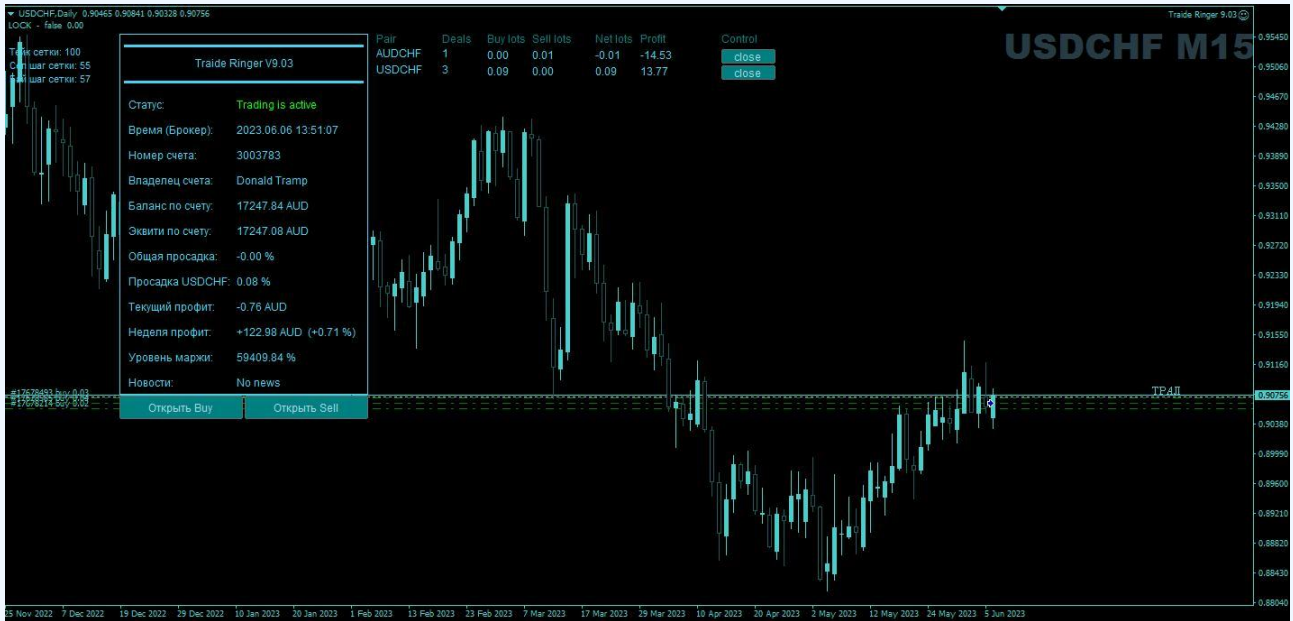 USDCHF,Daily 0.90465 0.90841 0.90328 0.90756
Traide Ringer 9.03
LOCK - false 0.00
USDCHF M15
Тейк сетки: 100
Селл шаг сетки: 55
Бай шаг сетки: 57
Traide Ringer V9.03
Статус: Trading is active
Время (Брокер): 2023.06.06 13:51:07
Номер счета: 3003783
Владелец счета: Donald Tramp
Баланс по счету: 17247.84 AUD
Эквити по счету: 17247.08 AUD
Общая просадка: -0.00 %
Просадка USDCHF: 0.08 %
Текущий профит: -0.76 AUD
Неделя профит: +122.98 AUD (+0.71 %)
Уровень маржи: 59409.84 %
Новости: No news
Открыть Buy Открыть Sell
Pair Deals Buy lots Sell lots Net lots Profit Control
AUDCHF 1 0.00 0.01 -0.01 -14.53 close
USDCHF 3 0.09 0.00 0.09 13.77 close
#17678493 buy 0.03
#17678214 buy 0.02
0.95450
0.95060
0.94670
0.94280
0.93890
0.93500
0.93110
0.92720
0.92330
0.91940
0.91550
0.91160
0.90756
0.90380
0.89990
0.89600
0.89210
0.88820
0.88430
0.88040
25 Nov 2022 7 Dec 2022 19 Dec 2022 29 Dec 2022 10 Jan 2023 20 Jan 2023 1 Feb 2023 13 Feb 2023 23 Feb 2023 7 Mar 2023 17 Mar 2023 29 Mar 2023 10 Apr 2023 20 Apr 2023 2 May 2023 12 May 2023 24 May 2023 5 Jun 2023